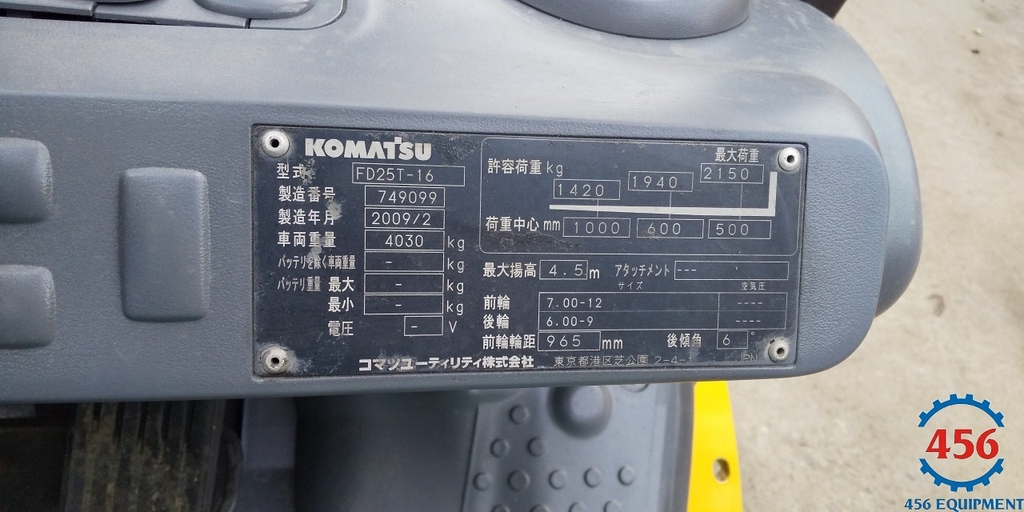 KOMATSU
型式 FD25T-16
製造番号 749099
製造年月 2009/2
車両重量 4030 kg
バッテリを除く車両重量 - kg
バッテリ重量 最大 - kg
最小 - kg
電圧 - V
許容荷重 kg 最大荷重
1420 1940 2150
荷重中心 mm 1000 600 500
最大揚高 4.5 m アタッチメント ---
サイズ 空気圧
前輪 7.00-12 ----
後輪 6.00-9 ----
前輪輪距 965 mm 後傾角 6°
コマツユーティリティ株式会社 東京都港区芝公園 2-4-
456
456 EQUIPMENT